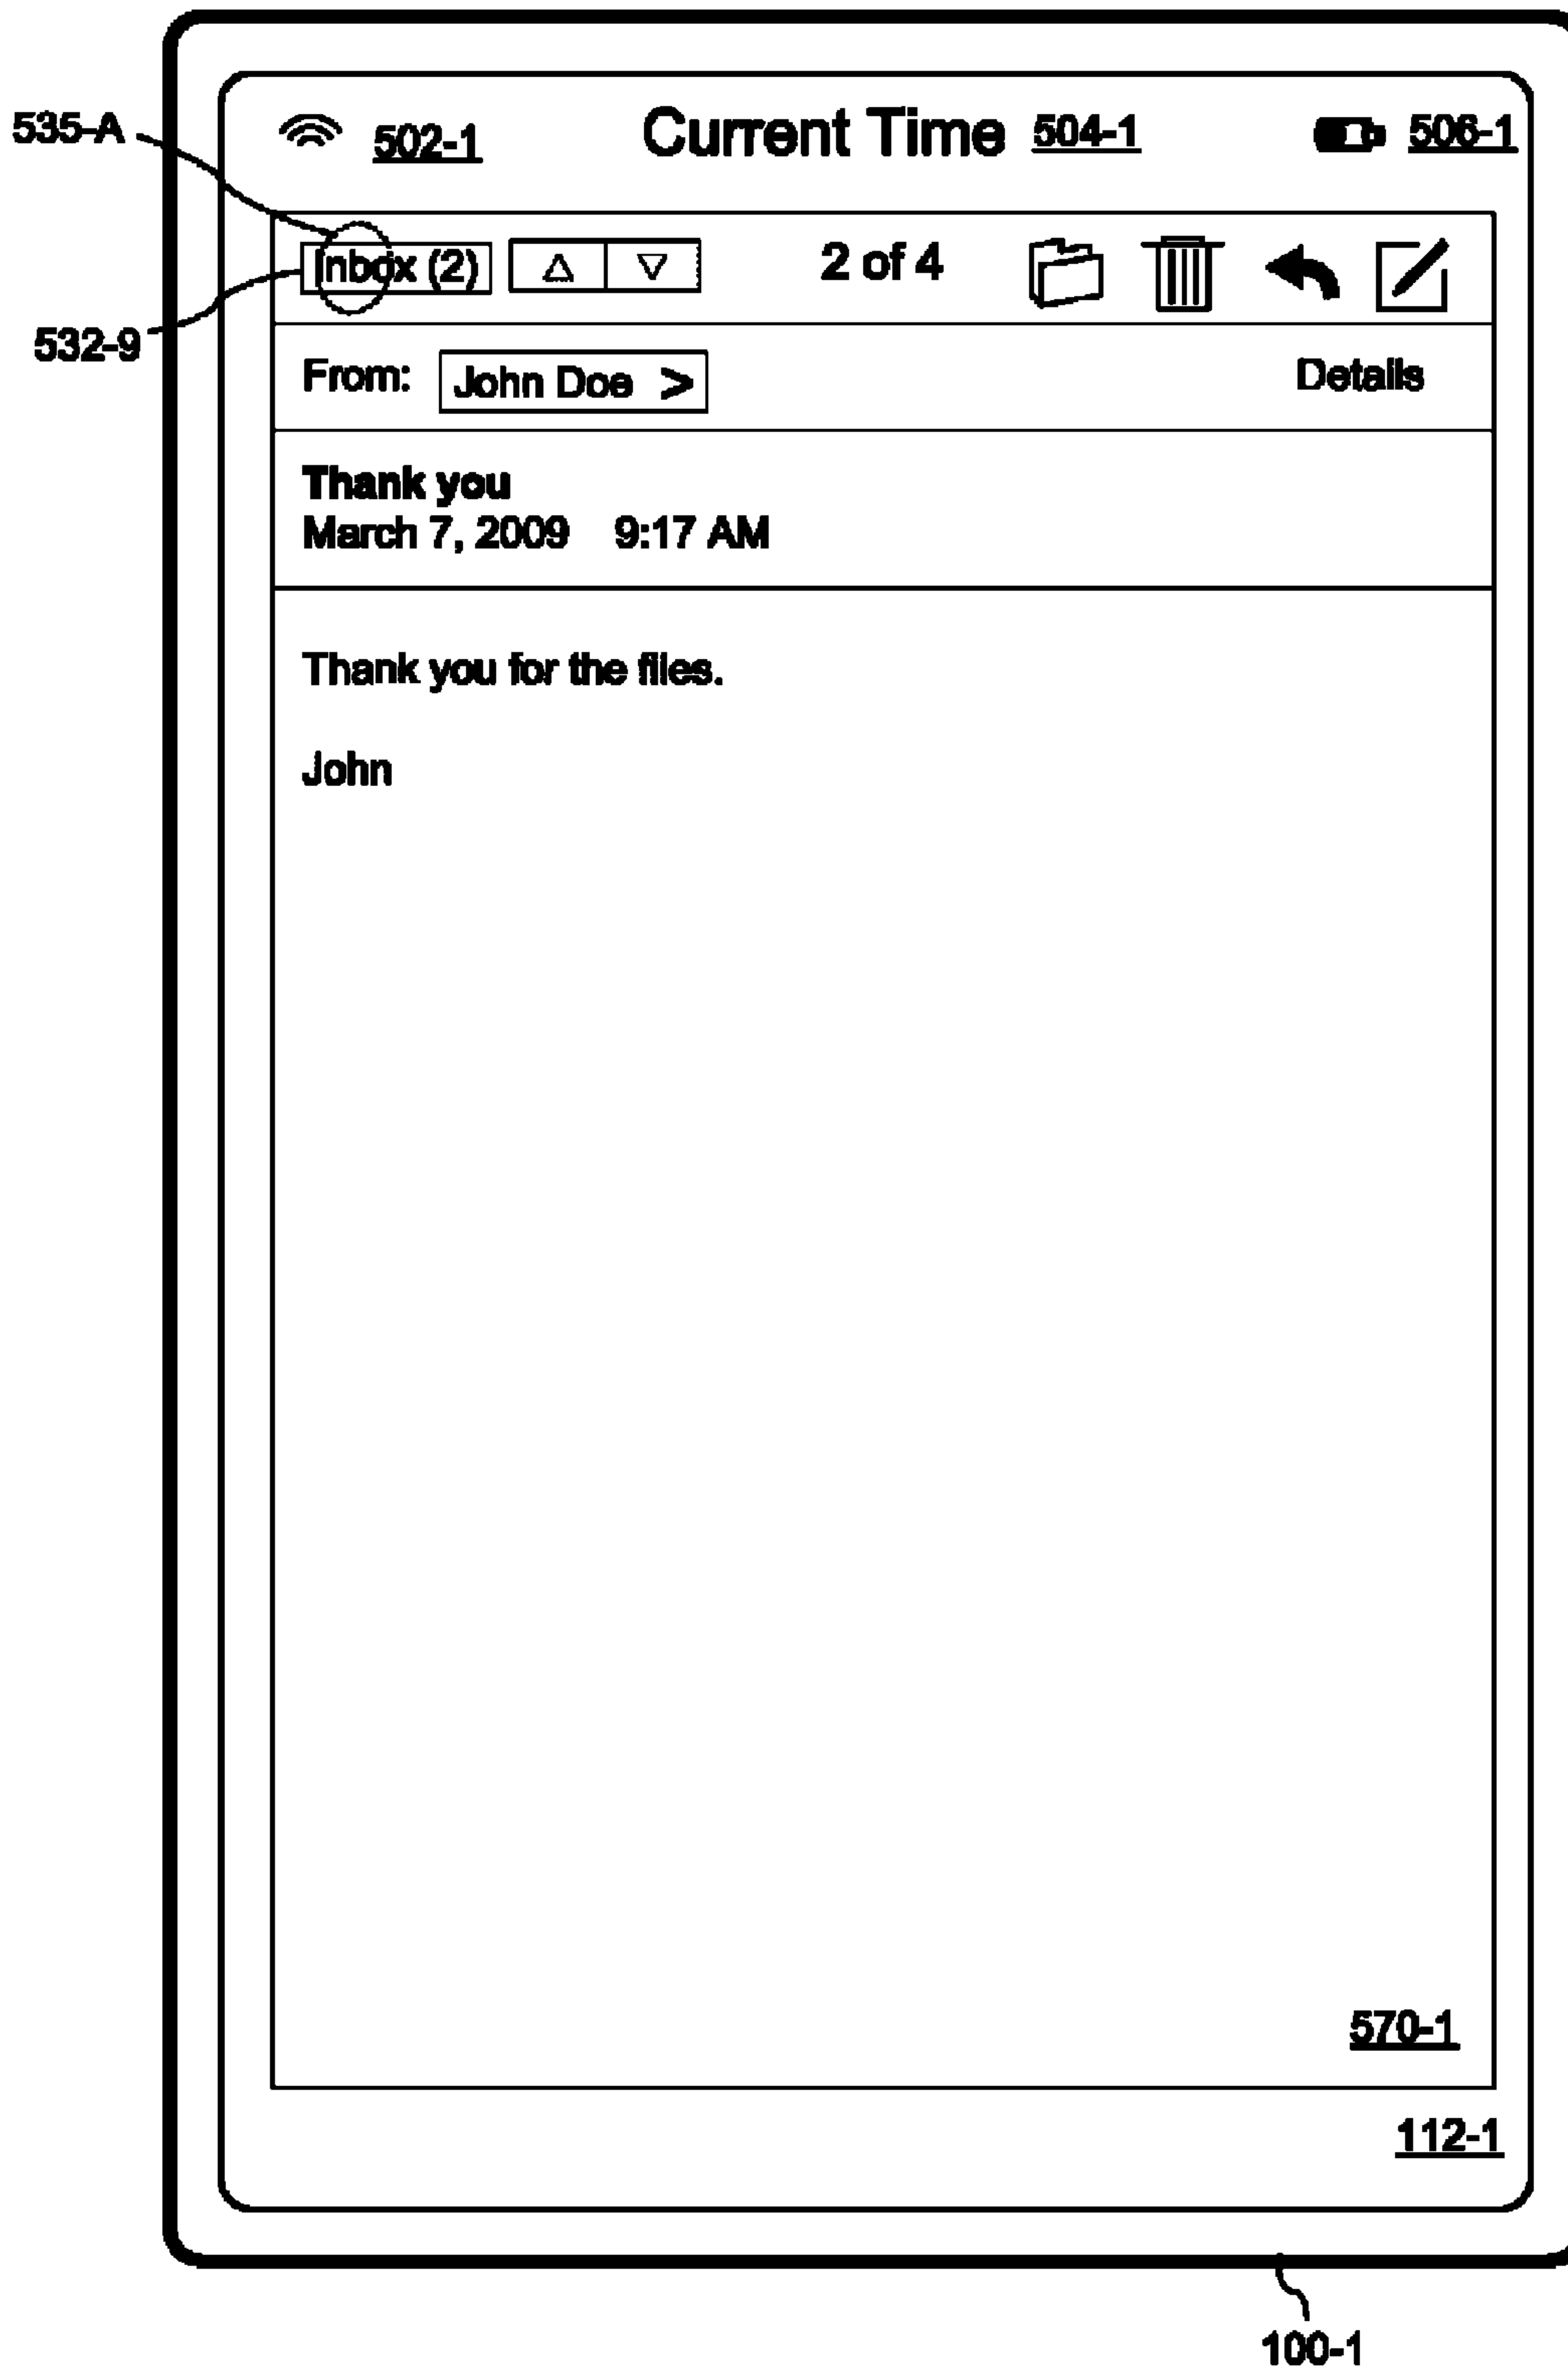 535-A
502-1 Current Time 504-1 506-1
Inbox (2) 2 of 4
532-9
From: John Doe > Details
Thank you
March 7, 2009 9:17 AM
Thank you for the files.
John
570-1
112-1
100-1